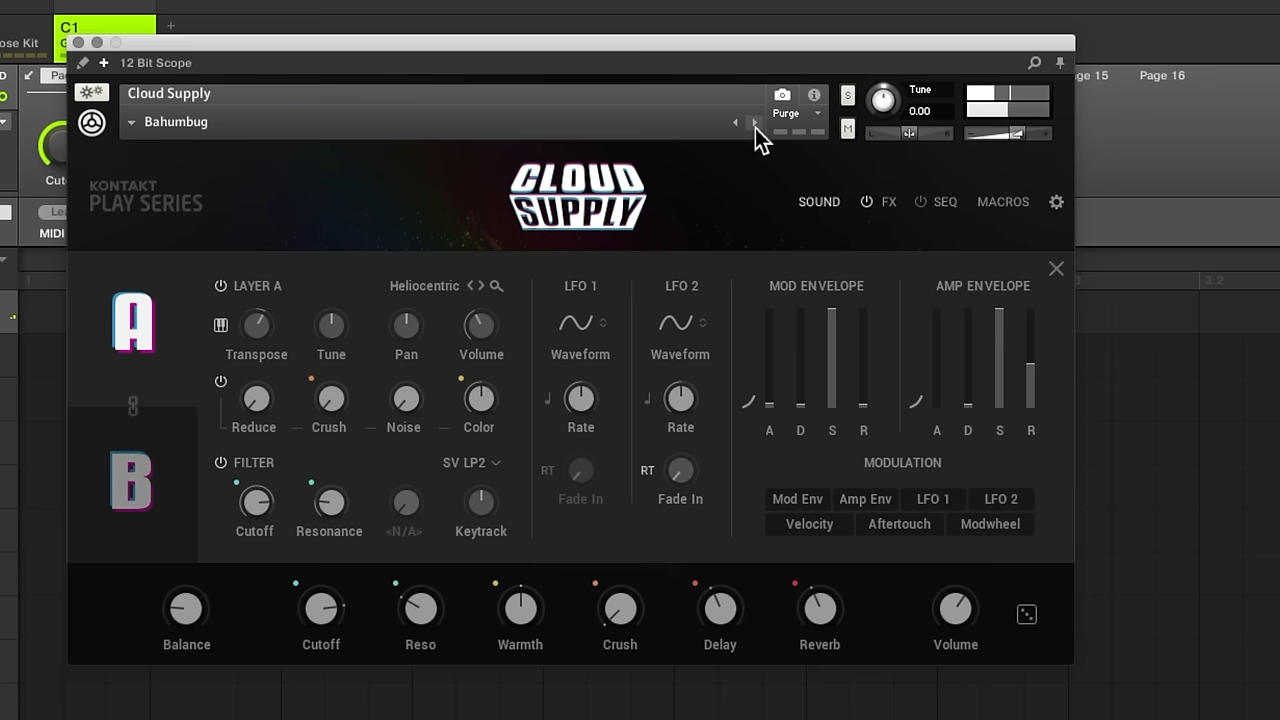 C1
ose Kit
12 Bit Scope
Page 15 Page 16
Cloud Supply
Bahumbug
Purge
S
M
Tune
0.00
L R
KONTAKT
PLAY SERIES
CLOUD
SUPPLY
SOUND FX SEQ MACROS
MIDI
A
B
LAYER A Heliocentric
Transpose Tune Pan Volume
Reduce Crush Noise Color
FILTER SV LP2
Cutoff Resonance <N/A> Keytrack
LFO 1 LFO 2
Waveform Waveform
Rate Rate
RT RT
Fade In Fade In
MOD ENVELOPE AMP ENVELOPE
A D S R A D S R
MODULATION
Mod Env Amp Env LFO 1 LFO 2
Velocity Aftertouch Modwheel
Balance Cutoff Reso Warmth Crush Delay Reverb Volume
1
3.2